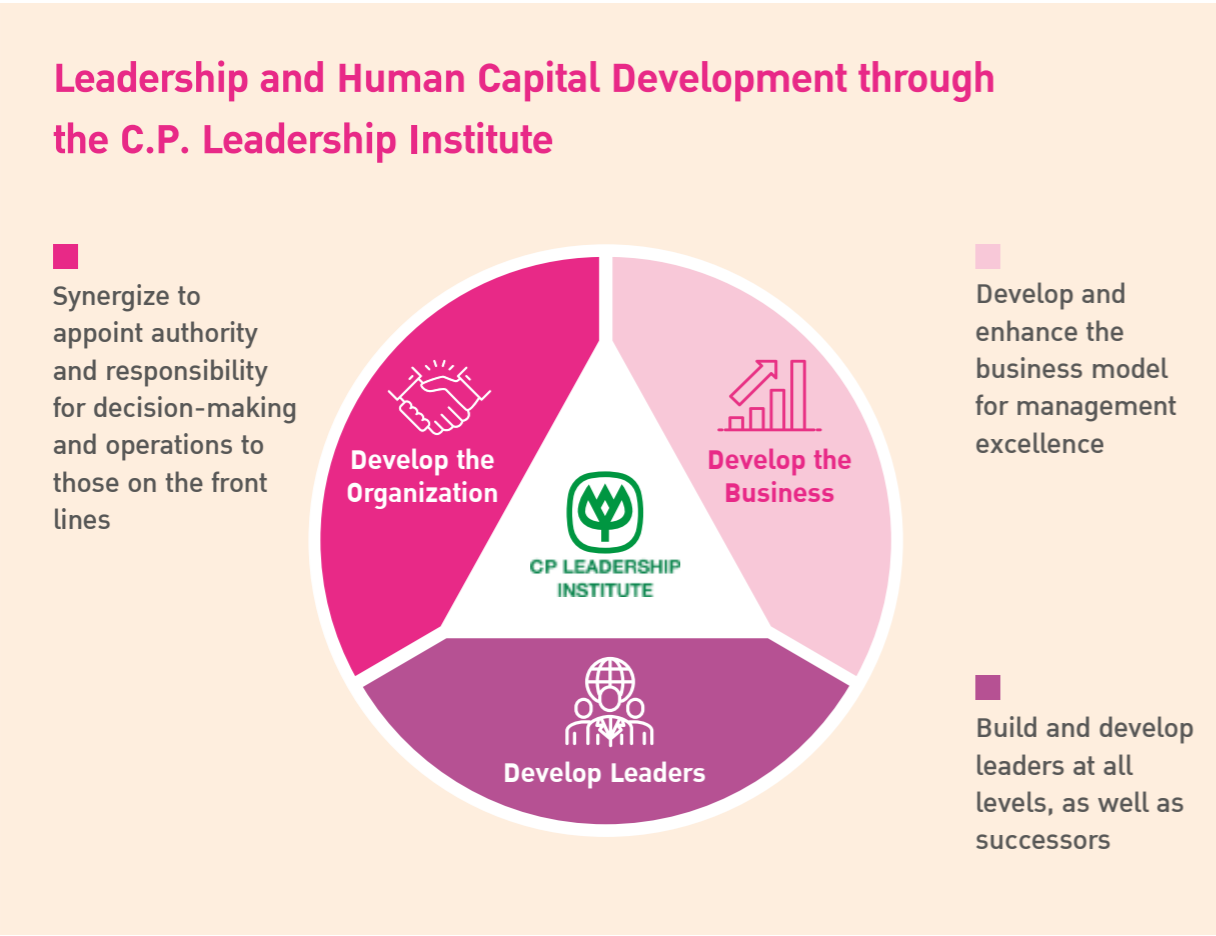 Leadership and Human Capital Development through
the C.P. Leadership Institute
Synergize to
appoint authority
and responsibility
for decision-making
and operations to
those on the front
lines
Develop the
Organization
Develop the
Business
CP LEADERSHIP
INSTITUTE
Develop Leaders
Develop and
enhance the
business model
for management
excellence
Build and develop
leaders at all
levels, as well as
successors